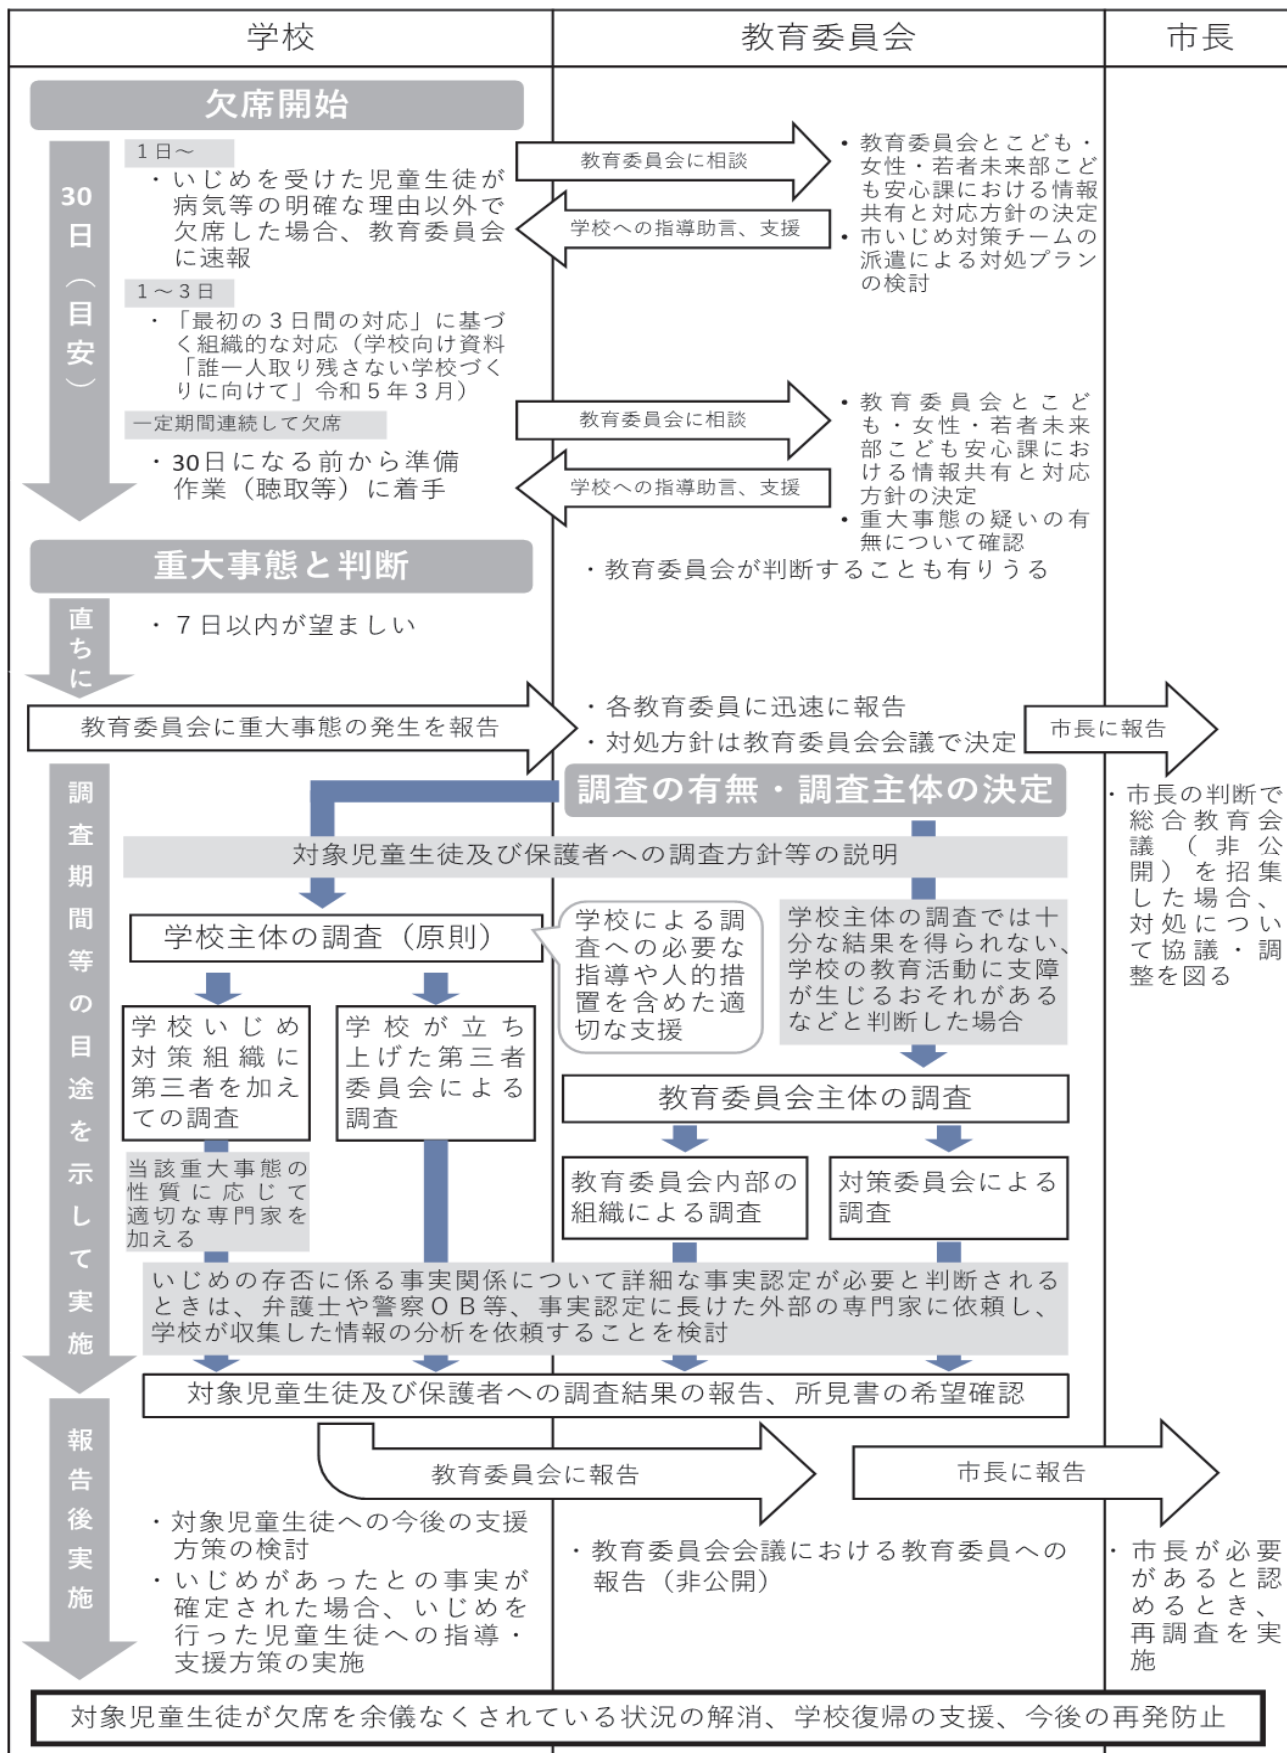 学校
教育委員会
市長
欠席開始
30日（目安）
1日～
・いじめを受けた児童生徒が
病気等の明確な理由以外で
欠席した場合、教育委員会
に速報
教育委員会に相談
学校への指導助言、支援
・教育委員会とこども・
女性・若者未来部こど
も安心課における情報
共有と対応方針の決定
・市いじめ対策チームの
派遣による対処プラン
の検討
1～3日
・「最初の3日間の対応」に基づ
く組織的な対応（学校向け資料
「誰一人取り残さない学校づく
りに向けて」令和5年3月）
一定期間連続して欠席
・30日になる前から準備
作業（聴取等）に着手
教育委員会に相談
学校への指導助言、支援
・教育委員会とこど
も・女性・若者未来
部こども安心課にお
ける情報共有と対応
方針の決定
・重大事態の疑いの有
無について確認
重大事態と判断
・教育委員会が判断することも有りうる
直ちに
・7日以内が望ましい
教育委員会に重大事態の発生を報告
・各教育委員に迅速に報告
・対処方針は教育委員会会議で決定
市長に報告
調査期間等の目途を示して実施
調査の有無・調査主体の決定
・市長の判断で
総合教育会
議（非公
開）を招集
した場合、
対処につい
て協議・調
整を図る
対象児童生徒及び保護者への調査方針等の説明
学校主体の調査（原則）
学校による調
査への必要な
指導や人的措
置を含めた適
切な支援
学校主体の調査では十
分な結果を得られない、
学校の教育活動に支障
が生じるおそれがある
などと判断した場合
学校いじめ
対策組織に
第三者を加え
ての調査
学校が立ち
上げた第三者
委員会による
調査
教育委員会主体の調査
当該重大事態の
性質に応じて
適切な専門家を
加える
教育委員会内部の
組織による調査
対策委員会による
調査
いじめの存否に係る事実関係について詳細な事実認定が必要と判断される
ときは、弁護士や警察OB等、事実認定に長けた外部の専門家に依頼し、
学校が収集した情報の分析を依頼することを検討
対象児童生徒及び保護者への調査結果の報告、所見書の希望確認
報告後実施
教育委員会に報告
市長に報告
・対象児童生徒への今後の支援
方策の検討
・いじめがあったとの事実が
確定された場合、いじめを
行った児童生徒への指導・
支援方策の実施
・教育委員会会議における教育委員への
報告（非公開）
・市長が必要
があると認
めるとき、
再調査を実
施
対象児童生徒が欠席を余儀なくされている状況の解消、学校復帰の支援、今後の再発防止